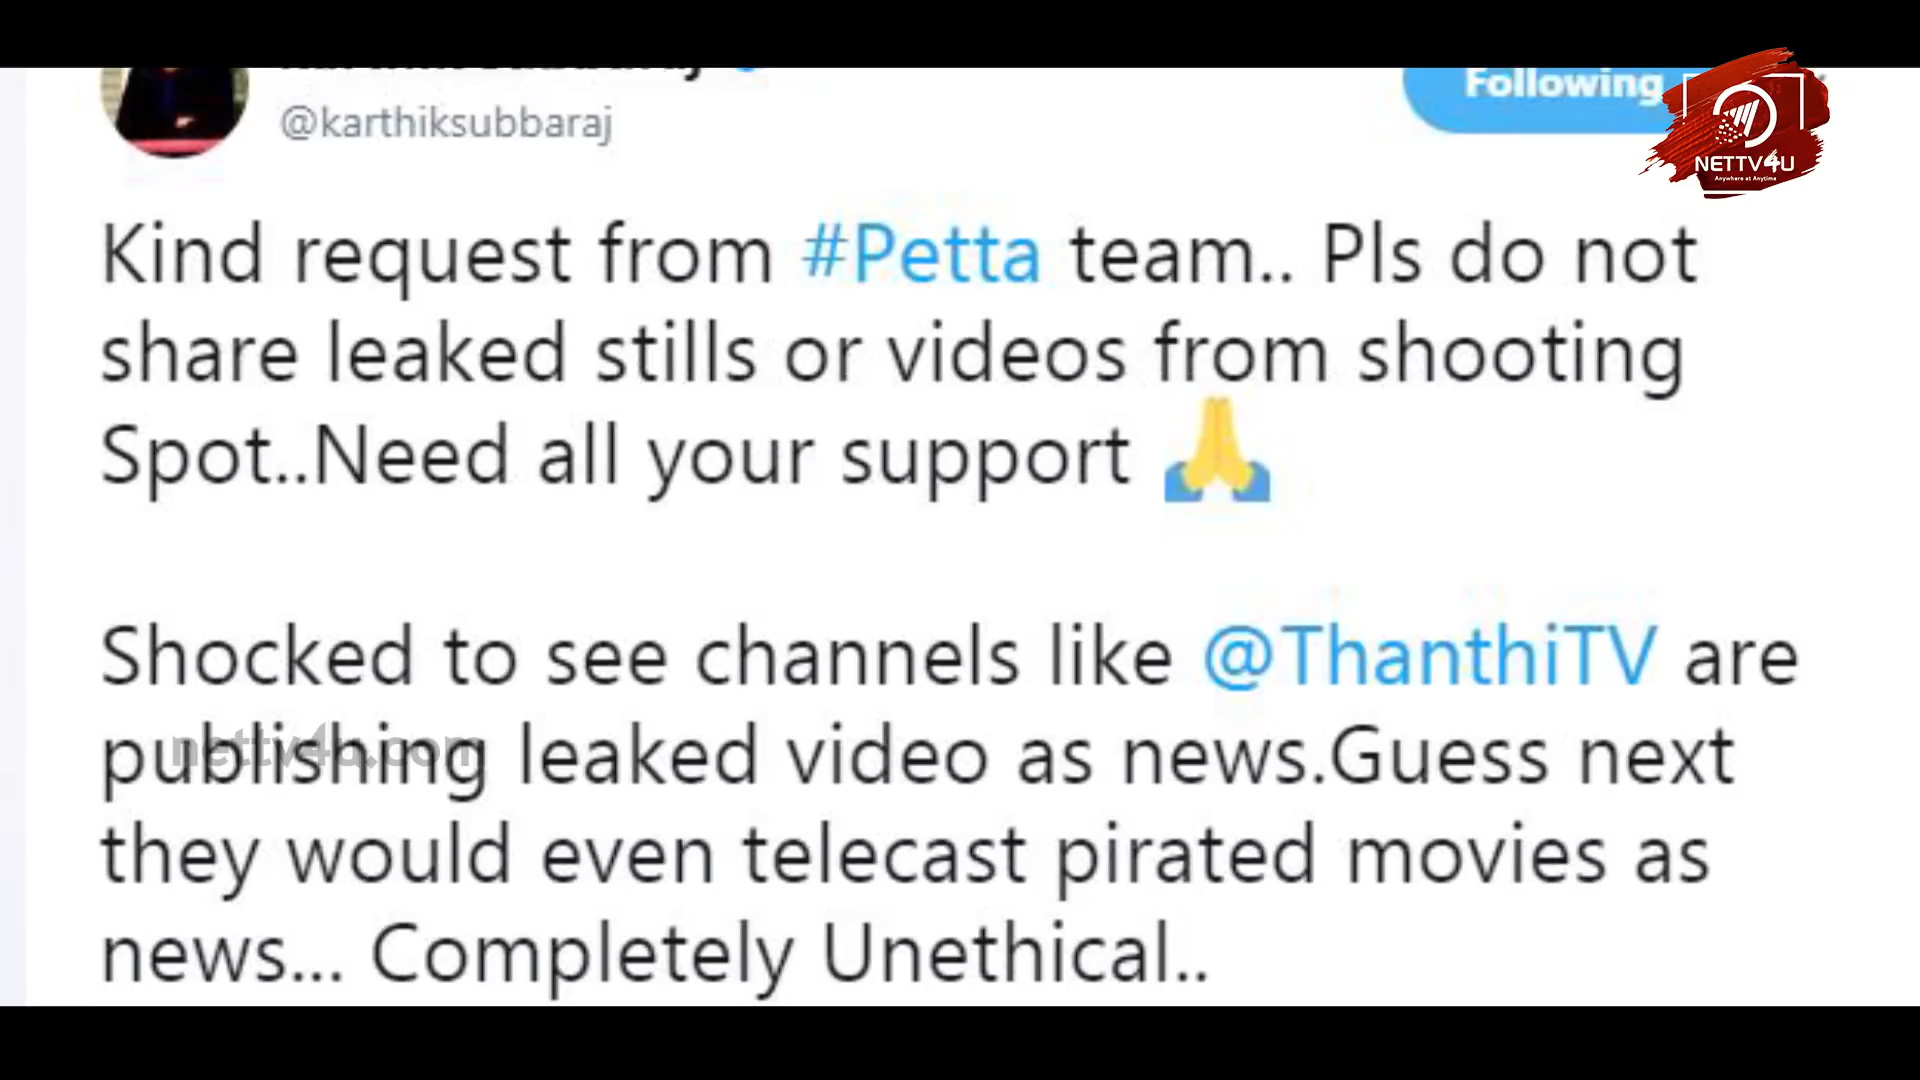 @karthiksubbaraj
Following
NETTV4U
Anywhere at Anytime
Kind request from #Petta team.. Pls do not
share leaked stills or videos from shooting
Spot..Need all your support 🙏
Shocked to see channels like @ThanthiTV are
publishing leaked video as news.Guess next
nettv4u.com
they would even telecast pirated movies as
news... Completely Unethical..